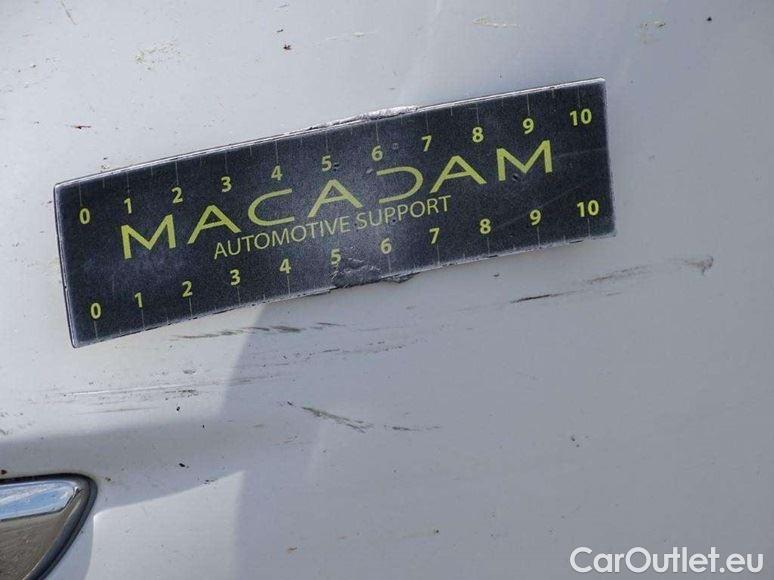 0 1 2 3 4 5 6 7 8 9 10
MACADAM
AUTOMOTIVE SUPPORT
0 1 2 3 4 5 6 7 8 9 10
CarOutlet.eu